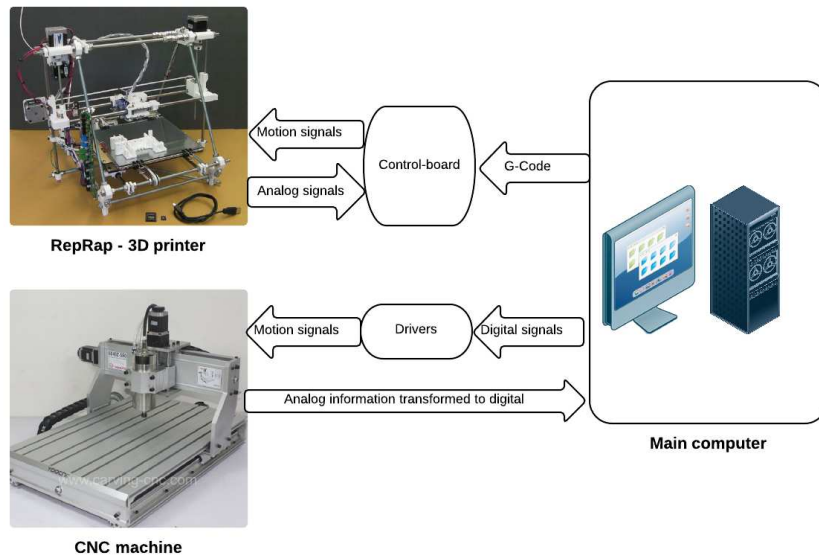 Motion signals
Control-board
G-Code
Analog signals
RepRap - 3D printer
Motion signals
Drivers
Digital signals
Analog information transformed to digital
Main computer
www.carving-cnc.com
CNC machine